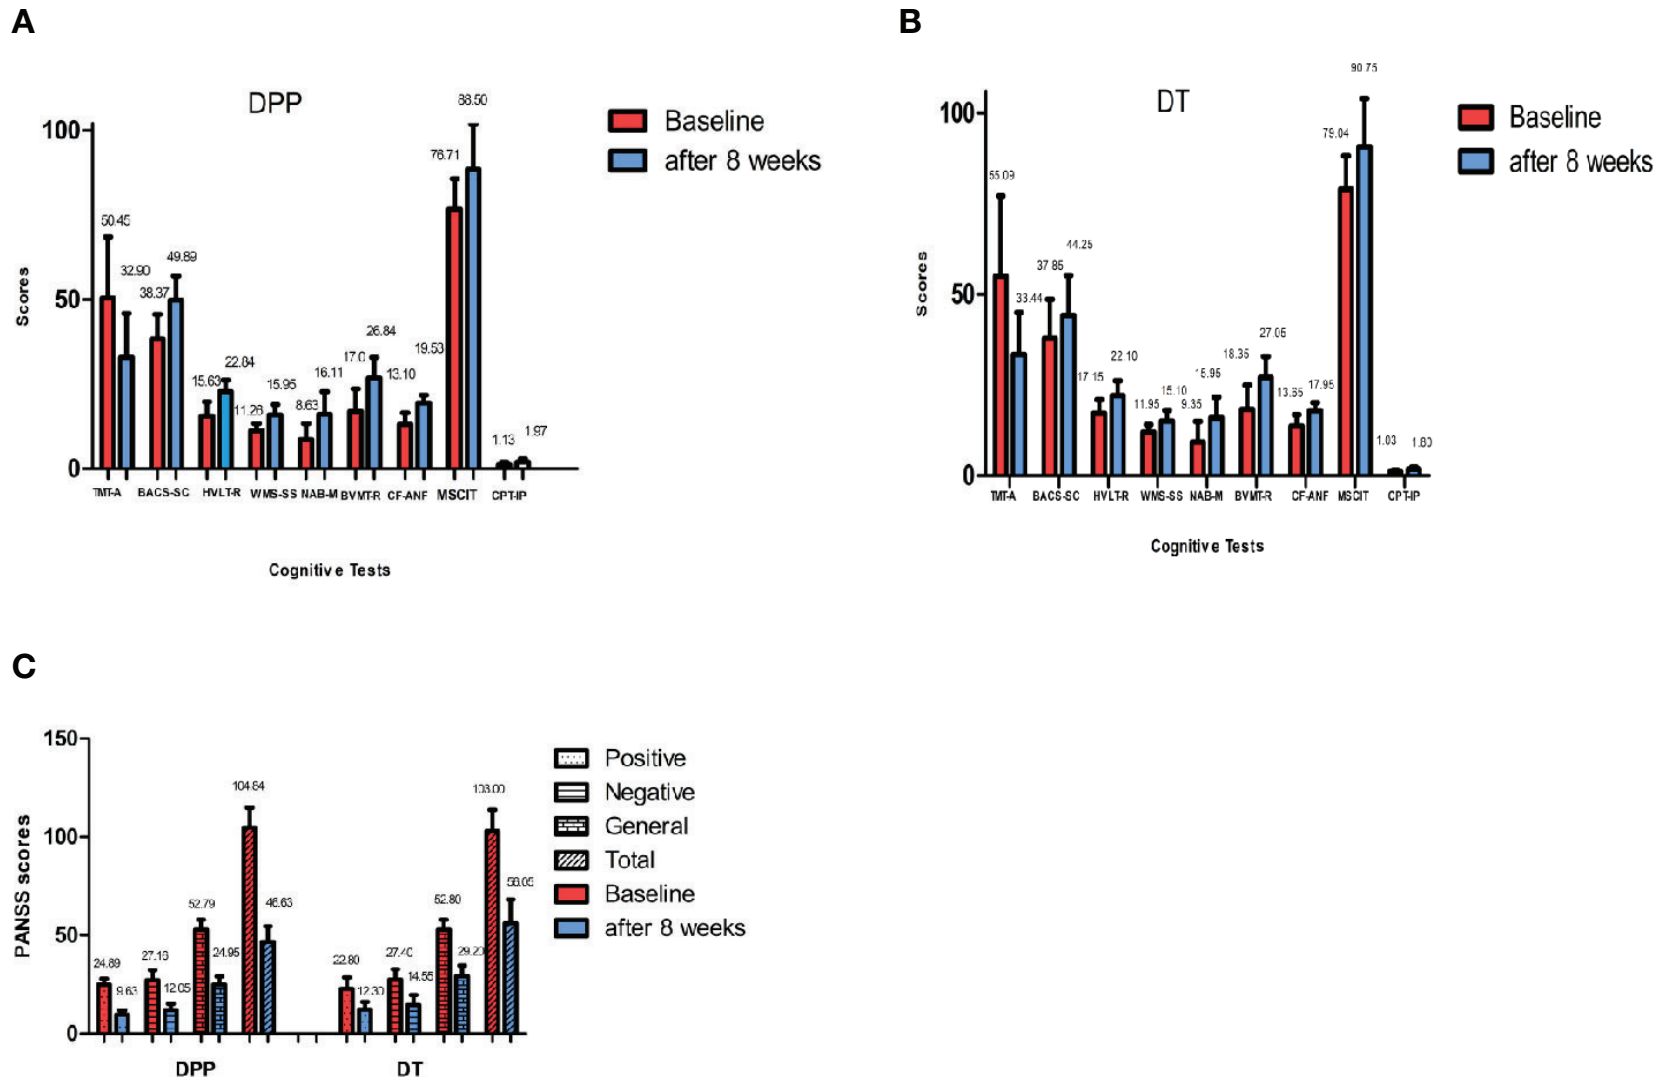 A
B
DPP
Baseline
after 8 weeks
100
50
0
Scores
50.45
32.90
38.37
49.89
15.63
22.84
11.26
15.95
8.63
16.11
17.0
26.84
13.10
19.53
76.71
88.50
1.13
1.97
TMT-A BACS-SC HVLT-R WMS-SS NAB-M BVMT-R CF-ANF MSCIT CPT-IP
Cognitive Tests
DT
Baseline
after 8 weeks
100
50
0
Scores
55.09
33.44
37.85
44.25
17.15
22.10
11.95
15.10
9.35
15.95
18.35
27.05
13.65
17.95
79.04
90.75
1.03
1.80
TMT-A BACS-SC HVLT-R WMS-SS NAB-M BVMT-R CF-ANF MSCIT CPT-IP
Cognitive Tests
C
150
100
50
0
PANSS scores
24.89
9.63
27.16
12.05
52.79
24.95
104.84
46.63
22.80
12.30
27.40
14.55
52.80
29.20
103.00
56.05
DPP
DT
Positive
Negative
General
Total
Baseline
after 8 weeks